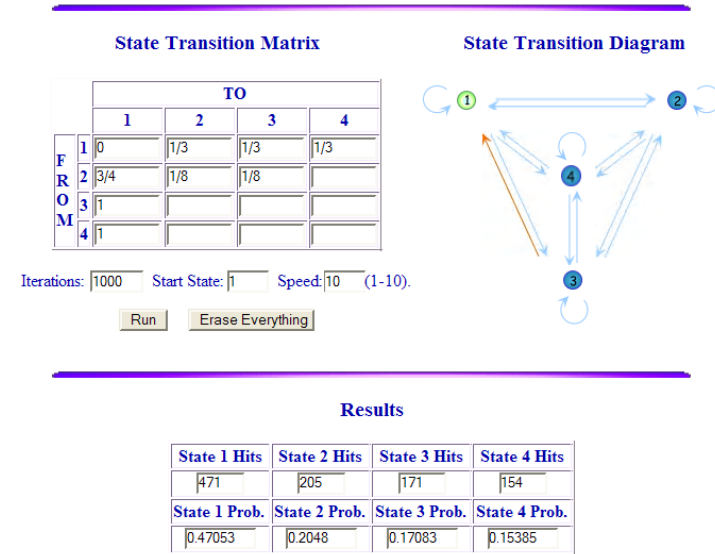 State Transition Matrix
State Transition Diagram
TO
1 2 3 4
FROM
1 0 1/3 1/3 1/3
2 3/4 1/8 1/8
3 1
4 1
1
2
4
3
Iterations: 1000 Start State: 1 Speed: 10 (1-10).
Run Erase Everything
Results
State 1 Hits State 2 Hits State 3 Hits State 4 Hits
471 205 171 154
State 1 Prob. State 2 Prob. State 3 Prob. State 4 Prob.
0.47053 0.2048 0.17083 0.15385